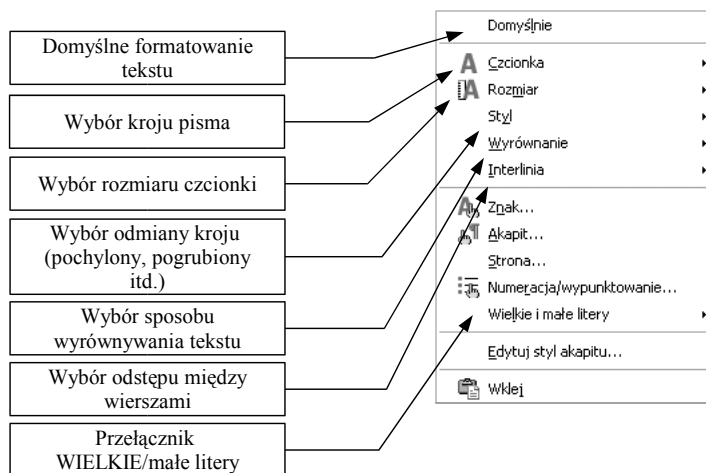 Domyślne formatowanie
tekstu
Wybór kroju pisma
Wybór rozmiaru czcionki
Wybór odmiany kroju
(pochylony, pogrubiony
itd.)
Wybór sposobu
wyrównywania tekstu
Wybór odstępu między
wierszami
Przełącznik
WIELKIE/małe litery
Domyślnie
Czcionka
Rozmiar
Styl
Wyrównanie
Interlinia
Znak...
Akapit...
Strona...
Numeracja/wypunktowanie...
Wielkie i małe litery
Edytuj styl akapitu...
Wklej